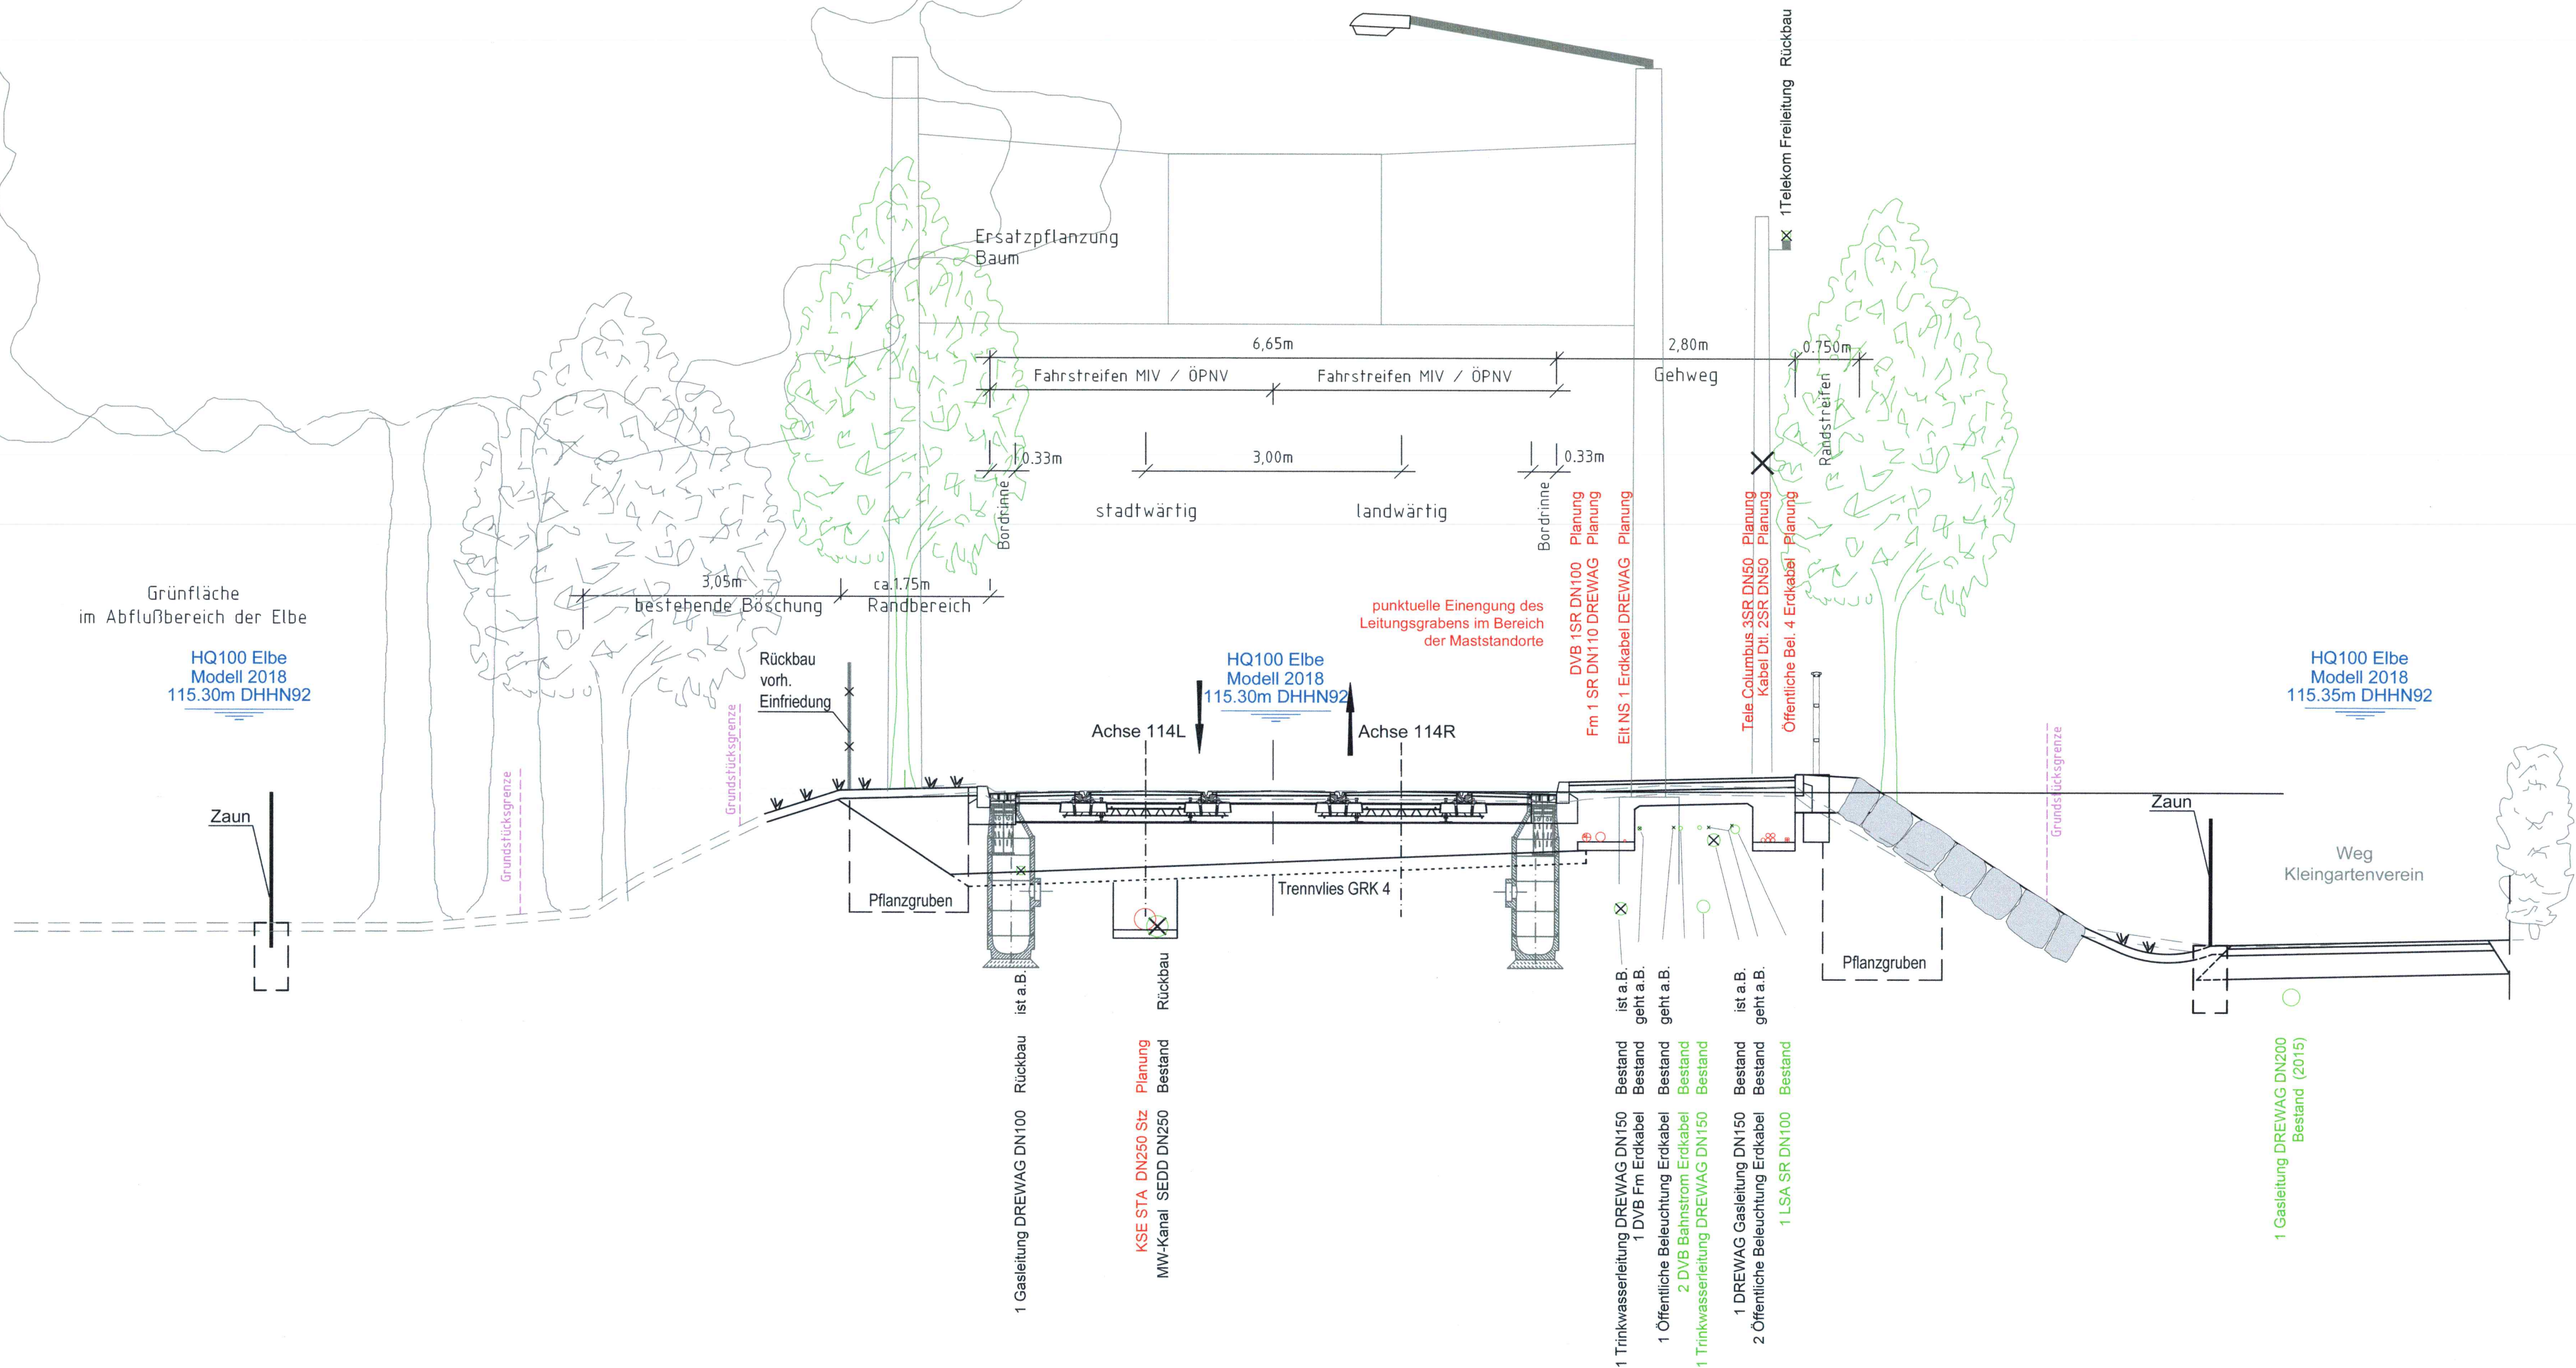 1Telekom Freileitung   Rückbau
Ersatzpflanzung
Baum
6,65m
2,80m
0.750m
Fahrstreifen MIV / ÖPNV
Fahrstreifen MIV / ÖPNV
Gehweg
Randstreifen
0.33m
3,00m
0.33m
Bordrinne
stadtwärtig
landwärtig
Bordrinne
DVB 1SR DN100   Planung
Fm 1 SR DN110 DREWAG   Planung
Elt NS 1 Erdkabel DREWAG   Planung
Tele Columbus 3SR DN50   Planung
Kabel Dtl. 2SR DN50   Planung
Öffentliche Bel. 4 Erdkabel   Planung
3,05m
bestehende Böschung
ca.1.75m
Randbereich
Grünfläche
im Abflußbereich der Elbe
punktuelle Einengung des
Leitungsgrabens im Bereich
der Maststandorte
HQ100 Elbe
Modell 2018
115.30m DHHN92
Rückbau
vorh.
Einfriedung
HQ100 Elbe
Modell 2018
115.30m DHHN92
HQ100 Elbe
Modell 2018
115.35m DHHN92
Achse 114L
Achse 114R
Grundstücksgrenze
Grundstücksgrenze
Grundstücksgrenze
Zaun
Zaun
Weg
Kleingartenverein
Pflanzgruben
Trennvlies GRK 4
Pflanzgruben
1 Gasleitung DREWAG DN100   Rückbau   ist a.B.
KSE STA  DN250 Stz   Planung
MW-Kanal  SEDD DN250   Bestand   Rückbau
1 Trinkwasserleitung DREWAG DN150   Bestand   ist a.B.
1 DVB Fm Erdkabel   Bestand   geht a.B.
1 Öffentliche Beleuchtung Erdkabel   Bestand   geht a.B.
2 DVB Bahnstrom Erdkabel   Bestand
1 Trinkwasserleitung DREWAG DN150   Bestand
1 DREWAG Gasleitung DN150   Bestand   ist a.B.
2 Öffentliche Beleuchtung Erdkabel   Bestand   geht a.B.
1 LSA SR DN100   Bestand
1 Gasleitung DREWAG DN200
Bestand  (2015)